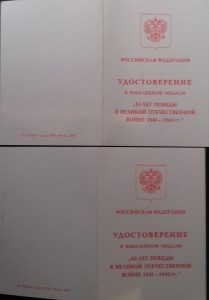 РОССИЙСКАЯ ФЕДЕРАЦИЯ
УДОСТОВЕРЕНИЕ
К ЮБИЛЕЙНОЙ МЕДАЛИ
„65 ЛЕТ ПОБЕДЫ
В ВЕЛИКОЙ ОТЕЧЕСТВЕННОЙ
ВОЙНЕ 1941–1945 гг.“
РОССИЙСКАЯ ФЕДЕРАЦИЯ
УДОСТОВЕРЕНИЕ
К ЮБИЛЕЙНОЙ МЕДАЛИ
„65 ЛЕТ ПОБЕДЫ
В ВЕЛИКОЙ ОТЕЧЕСТВЕННОЙ
ВОЙНЕ 1941–1945 гг.“